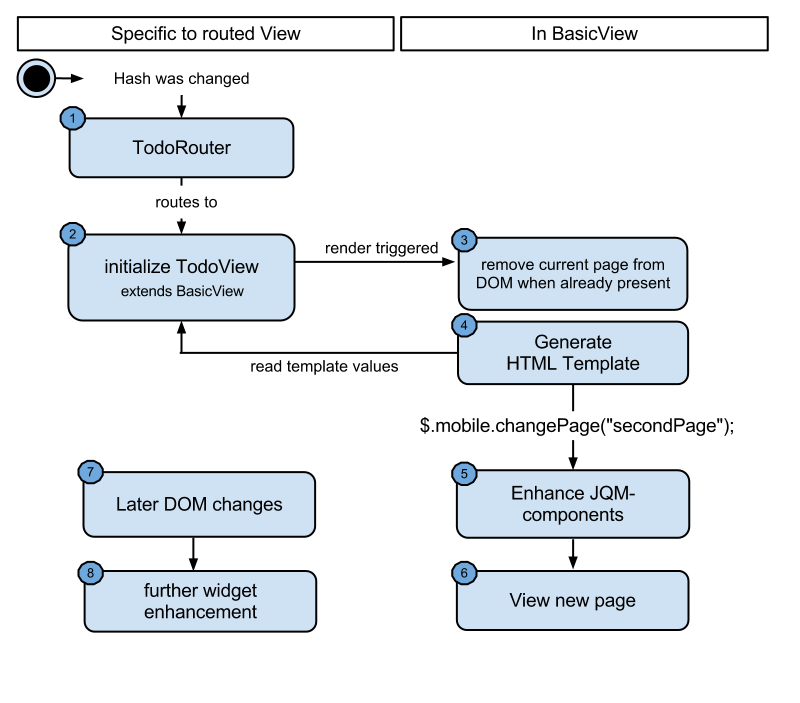 Specific to routed View
In BasicView
Hash was changed
1
TodoRouter
routes to
2
initialize TodoView
extends BasicView
render triggered
3
remove current page from
DOM when already present
4
Generate
HTML Template
read template values
$.mobile.changePage("secondPage");
5
Enhance JQM-
components
6
View new page
7
Later DOM changes
8
further widget
enhancement